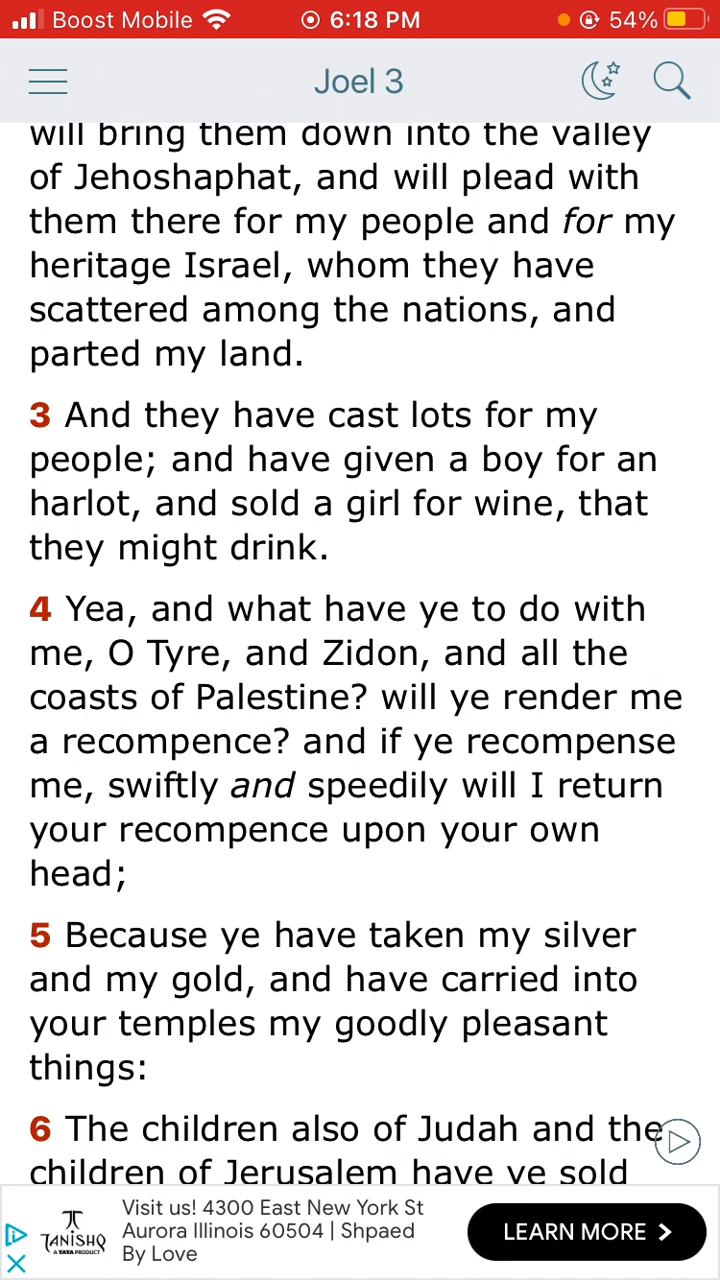 Boost Mobile 6:18 PM 54%
Joel 3
will bring them down into the valley
of Jehoshaphat, and will plead with
them there for my people and for my
heritage Israel, whom they have
scattered among the nations, and
parted my land.
3 And they have cast lots for my
people; and have given a boy for an
harlot, and sold a girl for wine, that
they might drink.
4 Yea, and what have ye to do with
me, O Tyre, and Zidon, and all the
coasts of Palestine? will ye render me
a recompence? and if ye recompense
me, swiftly and speedily will I return
your recompence upon your own
head;
5 Because ye have taken my silver
and my gold, and have carried into
your temples my goodly pleasant
things:
6 The children also of Judah and the
children of Jerusalem have ye sold
TANISHQ
A TATA PRODUCT
Visit us! 4300 East New York St
Aurora Illinois 60504 | Shpaed
By Love
LEARN MORE